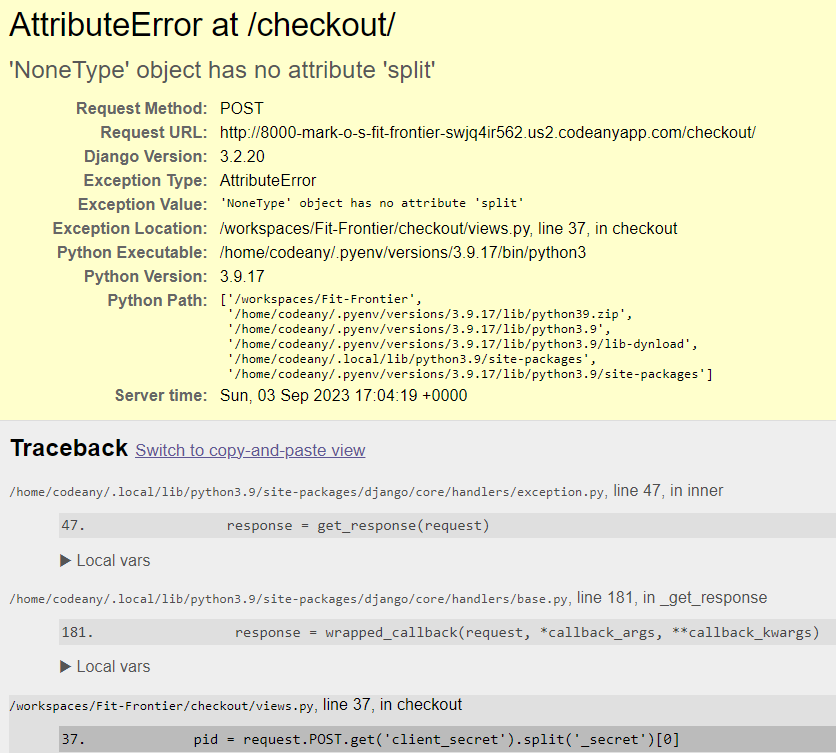 AttributeError at /checkout/
'NoneType' object has no attribute 'split'
Request Method: POST
Request URL: http://8000-mark-o-s-fit-frontier-swjq4ir562.us2.codeanyapp.com/checkout/
Django Version: 3.2.20
Exception Type: AttributeError
Exception Value: 'NoneType' object has no attribute 'split'
Exception Location: /workspaces/Fit-Frontier/checkout/views.py, line 37, in checkout
Python Executable: /home/codeany/.pyenv/versions/3.9.17/bin/python3
Python Version: 3.9.17
Python Path: ['/workspaces/Fit-Frontier',
'/home/codeany/.pyenv/versions/3.9.17/lib/python39.zip',
'/home/codeany/.pyenv/versions/3.9.17/lib/python3.9',
'/home/codeany/.pyenv/versions/3.9.17/lib/python3.9/lib-dynload',
'/home/codeany/.local/lib/python3.9/site-packages',
'/home/codeany/.pyenv/versions/3.9.17/lib/python3.9/site-packages']
Server time: Sun, 03 Sep 2023 17:04:19 +0000
Traceback Switch to copy-and-paste view
/home/codeany/.local/lib/python3.9/site-packages/django/core/handlers/exception.py, line 47, in inner
47. response = get_response(request)
▶ Local vars
/home/codeany/.local/lib/python3.9/site-packages/django/core/handlers/base.py, line 181, in _get_response
181. response = wrapped_callback(request, *callback_args, **callback_kwargs)
▶ Local vars
/workspaces/Fit-Frontier/checkout/views.py, line 37, in checkout
37. pid = request.POST.get('client_secret').split('_secret')[0]